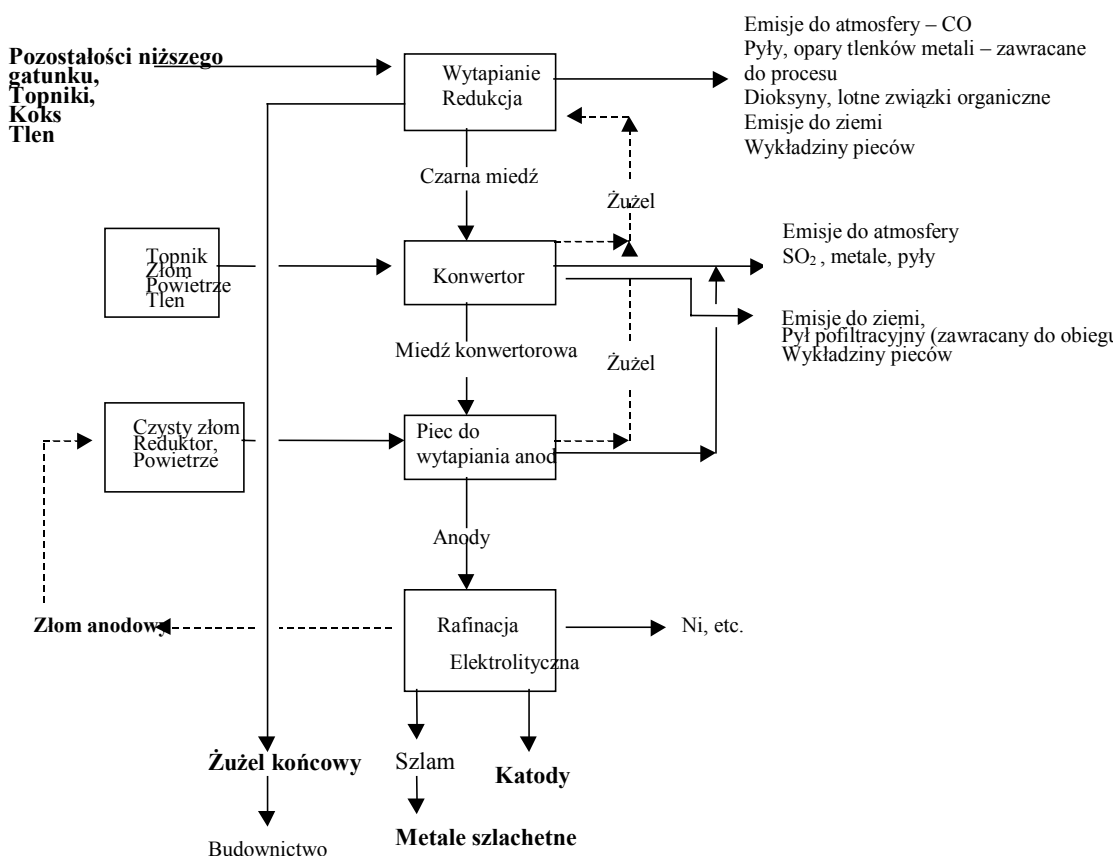 Pozostałości niższego
gatunku,
Topniki,
Koks
Tlen
Wytapianie
Redukcja
Emisje do atmosfery – CO
Pyły, opary tlenków metali – zawracane
do procesu
Dioksyny, lotne związki organiczne
Emisje do ziemi
Wykładziny pieców
Czarna miedź
Żużel
Topnik
Złom
Powietrze
Tlen
Konwertor
Emisje do atmosfery
SO2 , metale, pyły
Emisje do ziemi,
Pył pofiltracyjny (zawracany do obiegu
Wykładziny pieców
Miedź konwertorowa
Żużel
Czysty złom
Reduktor,
Powietrze
Piec do
wytapiania anod
Anody
Złom anodowy
Rafinacja
Elektrolityczna
Ni, etc.
Żużel końcowy
Szlam
Katody
Budownictwo
Metale szlachetne